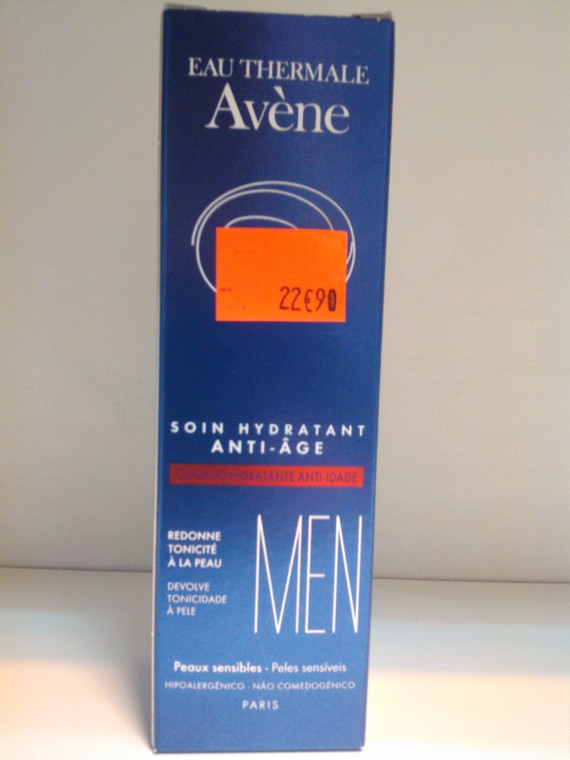 EAU THERMALE
Avène
22€90
SOIN HYDRATANT
ANTI-ÂGE
CUIDADO HIDRATANTE ANTI-IDADE
REDONNE
TONICITÉ
À LA PEAU
DEVOLVE
TONICIDADE
À PELE
MEN
Peaux sensibles - Peles sensíveis
HIPOALERGÉNICO - NÃO COMEDOGÉNICO
PARIS